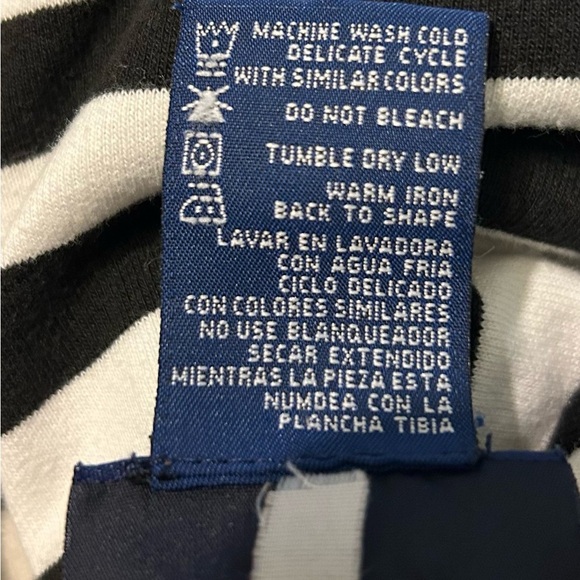 MACHINE WASH COLD
DELICATE CYCLE
WITH SIMILAR COLORS
DO NOT BLEACH
TUMBLE DRY LOW
WARM IRON
BACK TO SHAPE
LAVAR EN LAVADORA
CON AGUA FRIA
CICLO DELICADO
CON COLORES SIMILARES
NO USE BLANQUEADOR
SECAR EXTENDIDO
MIENTRAS LA PIEZA ESTA
NUMDEA CON LA
PLANCHA TIBIA